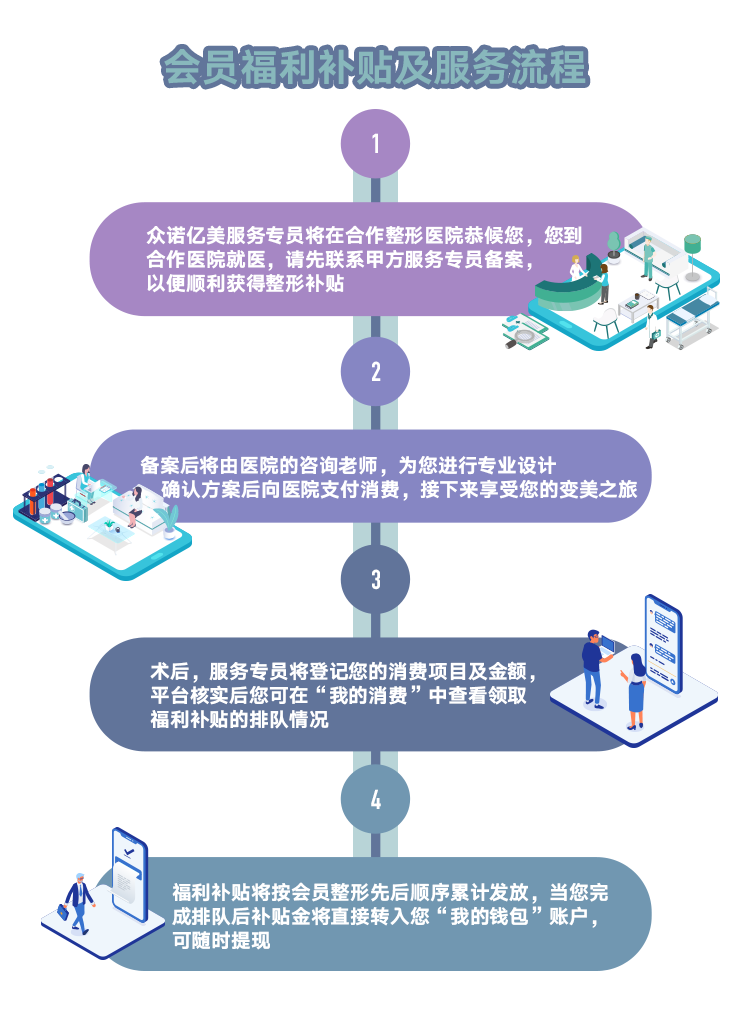 会员福利补贴及服务流程
1
众诺亿美服务专员将在合作整形医院恭候您，您到
合作医院就医，请先联系甲方服务专员备案，
以便顺利获得整形补贴
2
备案后将由医院的咨询老师，为您进行专业设计
确认方案后向医院支付消费，接下来享受您的变美之旅
3
术后，服务专员将登记您的消费项目及金额，
平台核实后您可在“我的消费”中查看领取
福利补贴的排队情况
4
福利补贴将按会员整形先后顺序累计发放，当您完
成排队后补贴金将直接转入您“我的钱包”账户，
可随时提现